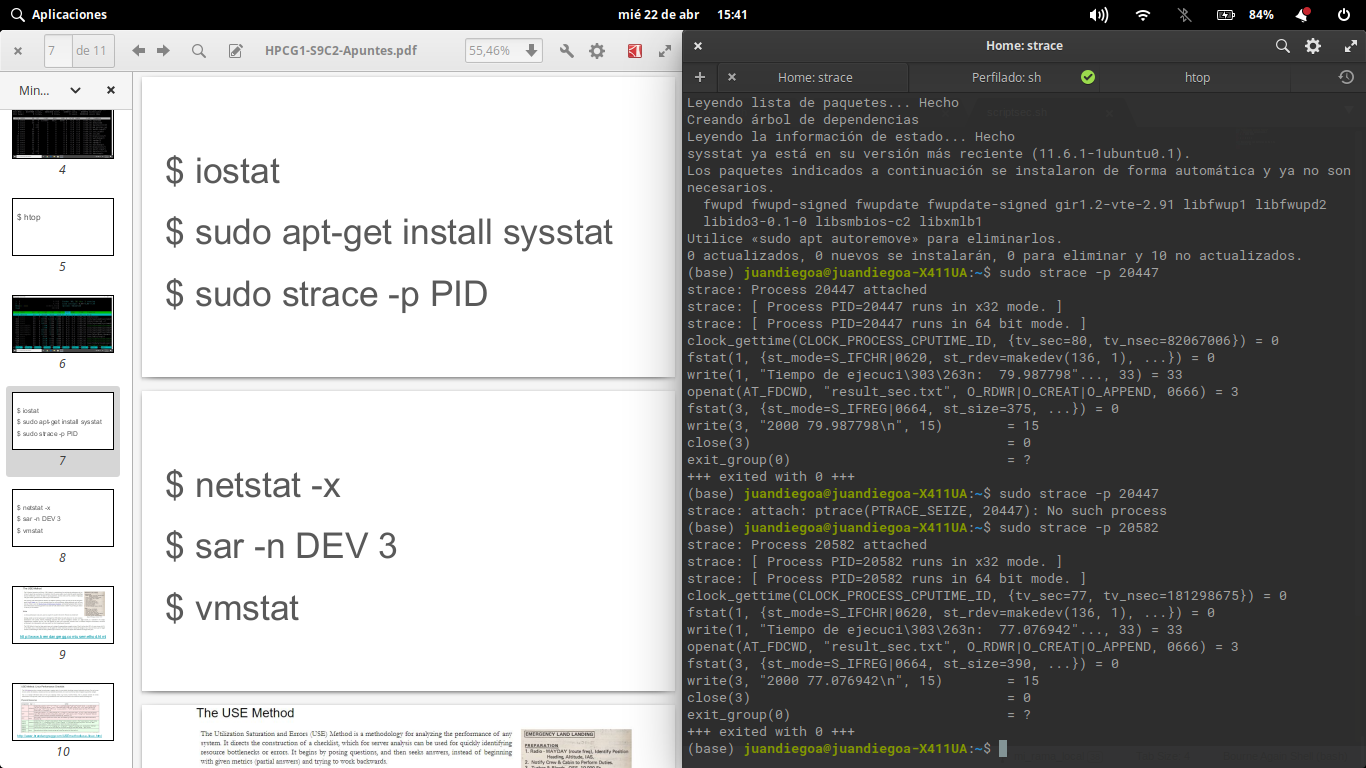 Aplicaciones
mié 22 de abr 15:41
84%
7 de 11
HPCG1-S9C2-Apuntes.pdf
55,46%
Min...
4
$ htop
5
6
$ iostat
$ sudo apt-get install sysstat
$ sudo strace -p PID
7
$ netstat -x
$ sar -n DEV 3
$ vmstat
8
9
10
$ iostat
$ sudo apt-get install sysstat
$ sudo strace -p PID
$ netstat -x
$ sar -n DEV 3
$ vmstat
The USE Method
The Utilization Saturation and Errors (USE) Method is a methodology for analyzing the performance of any
system. It directs the construction of a checklist, which for server analysis can be used for quickly identifying
resource bottlenecks or errors. It begins by posing questions, and then seeks answers, instead of beginning
with given metrics (partial answers) and trying to work backwards.
EMERGENCY LAND LANDING
PREPARATION
1. Radio - MAYDAY (route freq), Identify Position
Heading, Altitude, IAS.
2. Notify Crew & Cabin to Perform Duties.
Home: strace
Home: strace
Perfilado: sh
htop
Leyendo lista de paquetes... Hecho
Creando árbol de dependencias
Leyendo la información de estado... Hecho
sysstat ya está en su versión más reciente (11.6.1-1ubuntu0.1).
Los paquetes indicados a continuación se instalaron de forma automática y ya no son
necesarios.
fwupd fwupd-signed fwupdate fwupdate-signed gir1.2-vte-2.91 libfwup1 libfwupd2
libido3-0.1-0 libsmbios-c2 libxmlb1
Utilice «sudo apt autoremove» para eliminarlos.
0 actualizados, 0 nuevos se instalarán, 0 para eliminar y 10 no actualizados.
(base) juandiegoa@juandiegoa-X411UA:~$ sudo strace -p 20447
strace: Process 20447 attached
strace: [ Process PID=20447 runs in x32 mode. ]
strace: [ Process PID=20447 runs in 64 bit mode. ]
clock_gettime(CLOCK_PROCESS_CPUTIME_ID, {tv_sec=80, tv_nsec=82067006}) = 0
fstat(1, {st_mode=S_IFCHR|0620, st_rdev=makedev(136, 1), ...}) = 0
write(1, "Tiempo de ejecuci\303\263n:  79.987798"..., 33) = 33
openat(AT_FDCWD, "result_sec.txt", O_RDWR|O_CREAT|O_APPEND, 0666) = 3
fstat(3, {st_mode=S_IFREG|0664, st_size=375, ...}) = 0
write(3, "2000 79.987798\n", 15) = 15
close(3) = 0
exit_group(0) = ?
+++ exited with 0 +++
(base) juandiegoa@juandiegoa-X411UA:~$ sudo strace -p 20447
strace: attach: ptrace(PTRACE_SEIZE, 20447): No such process
(base) juandiegoa@juandiegoa-X411UA:~$ sudo strace -p 20582
strace: Process 20582 attached
strace: [ Process PID=20582 runs in x32 mode. ]
strace: [ Process PID=20582 runs in 64 bit mode. ]
clock_gettime(CLOCK_PROCESS_CPUTIME_ID, {tv_sec=77, tv_nsec=181298675}) = 0
fstat(1, {st_mode=S_IFCHR|0620, st_rdev=makedev(136, 1), ...}) = 0
write(1, "Tiempo de ejecuci\303\263n:  77.076942"..., 33) = 33
openat(AT_FDCWD, "result_sec.txt", O_RDWR|O_CREAT|O_APPEND, 0666) = 3
fstat(3, {st_mode=S_IFREG|0664, st_size=390, ...}) = 0
write(3, "2000 77.076942\n", 15) = 15
close(3) = 0
exit_group(0) = ?
+++ exited with 0 +++
(base) juandiegoa@juandiegoa-X411UA:~$